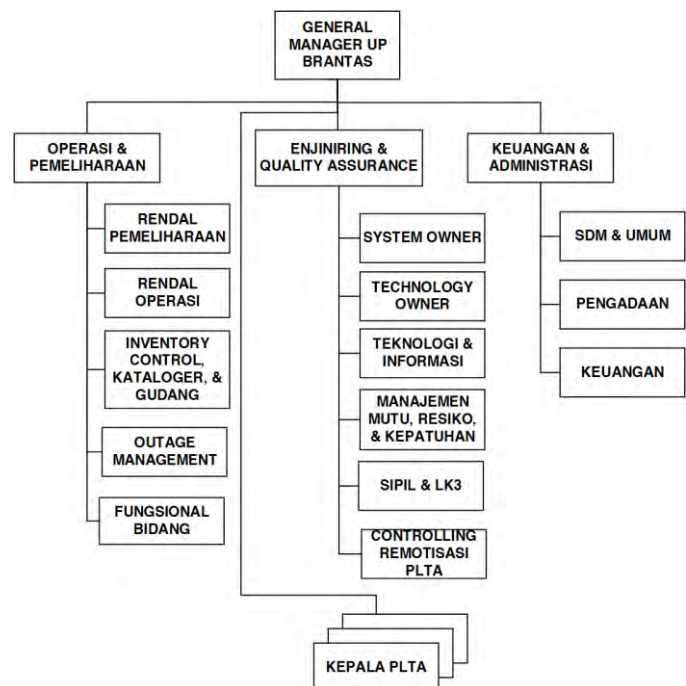 GENERAL
MANAGER UP
BRANTAS
OPERASI &
PEMELIHARAAN
ENJINIRING &
QUALITY ASSURANCE
KEUANGAN &
ADMINISTRASI
RENDAL
PEMELIHARAAN
RENDAL
OPERASI
INVENTORY
CONTROL,
KATALOGER, &
GUDANG
OUTAGE
MANAGEMENT
FUNGSIONAL
BIDANG
SYSTEM OWNER
TECHNOLOGY
OWNER
TEKNOLOGI &
INFORMASI
MANAJEMEN
MUTU, RESIKO,
& KEPATUHAN
SIPIL & LK3
CONTROLLING
REMOTISASI
PLTA
SDM & UMUM
PENGADAAN
KEUANGAN
KEPALA PLTA